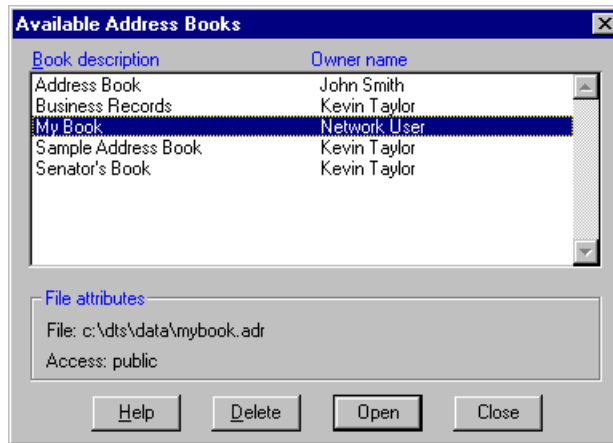 Available Address Books
Book description Owner name
Address Book John Smith
Business Records Kevin Taylor
My Book Network User
Sample Address Book Kevin Taylor
Senator's Book Kevin Taylor
File attributes
File: c:\dts\data\mybook.adr
Access: public
Help Delete Open Close